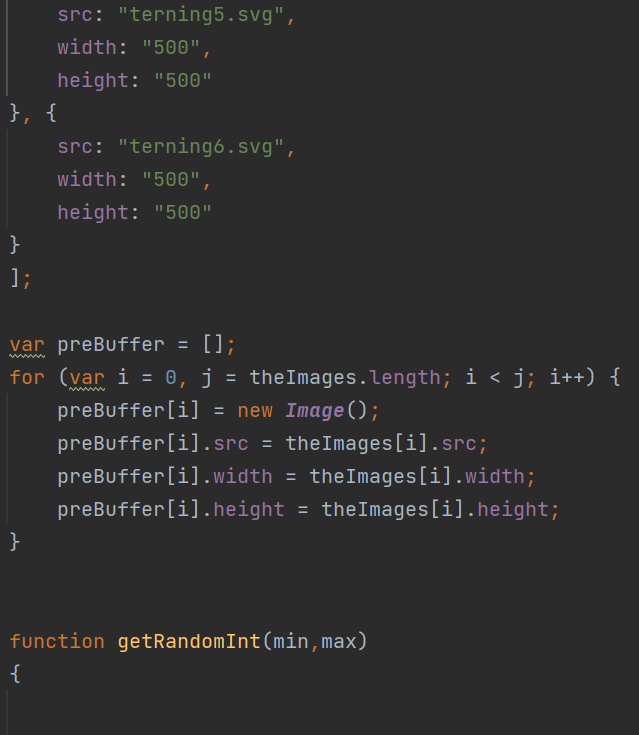 src: "terning5.svg",
    width: "500",
    height: "500"
}, {
    src: "terning6.svg",
    width: "500",
    height: "500"
}
];
var preBuffer = [];
for (var i = 0, j = theImages.length; i < j; i++) {
    preBuffer[i] = new Image();
    preBuffer[i].src = theImages[i].src;
    preBuffer[i].width = theImages[i].width;
    preBuffer[i].height = theImages[i].height;
}
function getRandomInt(min,max)
{